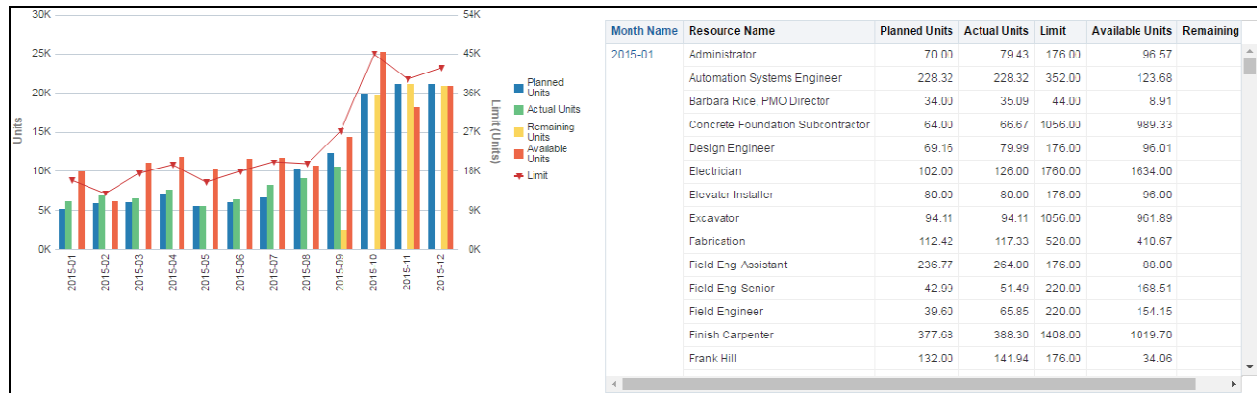 30K
25K
20K
15K
10K
5K
0K
Units
54K
45K
36K
27K
18K
9K
0K
Limit (Units)
2015-01
2015-02
2015-03
2015-04
2015-05
2015-06
2015-07
2015-08
2015-09
2015-10
2015-11
2015-12
Planned
Units
Actual Units
Remaining
Units
Available
Units
Limit
Month Name Resource Name Planned Units Actual Units Limit Available Units Remaining
2015-01 Administrator 70.00 79.43 176.00 96.57
Automation Systems Engineer 228.32 228.32 352.00 123.68
Barbara Rice, PMO Director 34.00 35.09 44.00 8.91
Concrete Foundation Subcontractor 64.00 66.67 1056.00 989.33
Design Engineer 69.16 79.99 176.00 96.01
Electrician 102.00 126.00 1760.00 1634.00
Elevator Installer 80.00 80.00 176.00 96.00
Excavator 94.11 94.11 1056.00 961.89
Fabrication 112.42 117.33 528.00 410.67
Field Eng-Assistant 236.77 264.00 176.00
Field Eng-Senior 42.99 51.49 220.00 168.51
Field Engineer 39.60 65.85 220.00 154.15
Finish Carpenter 377.63 388.30 1408.00 1019.70
Frank Hill 132.00 141.94 176.00 34.06